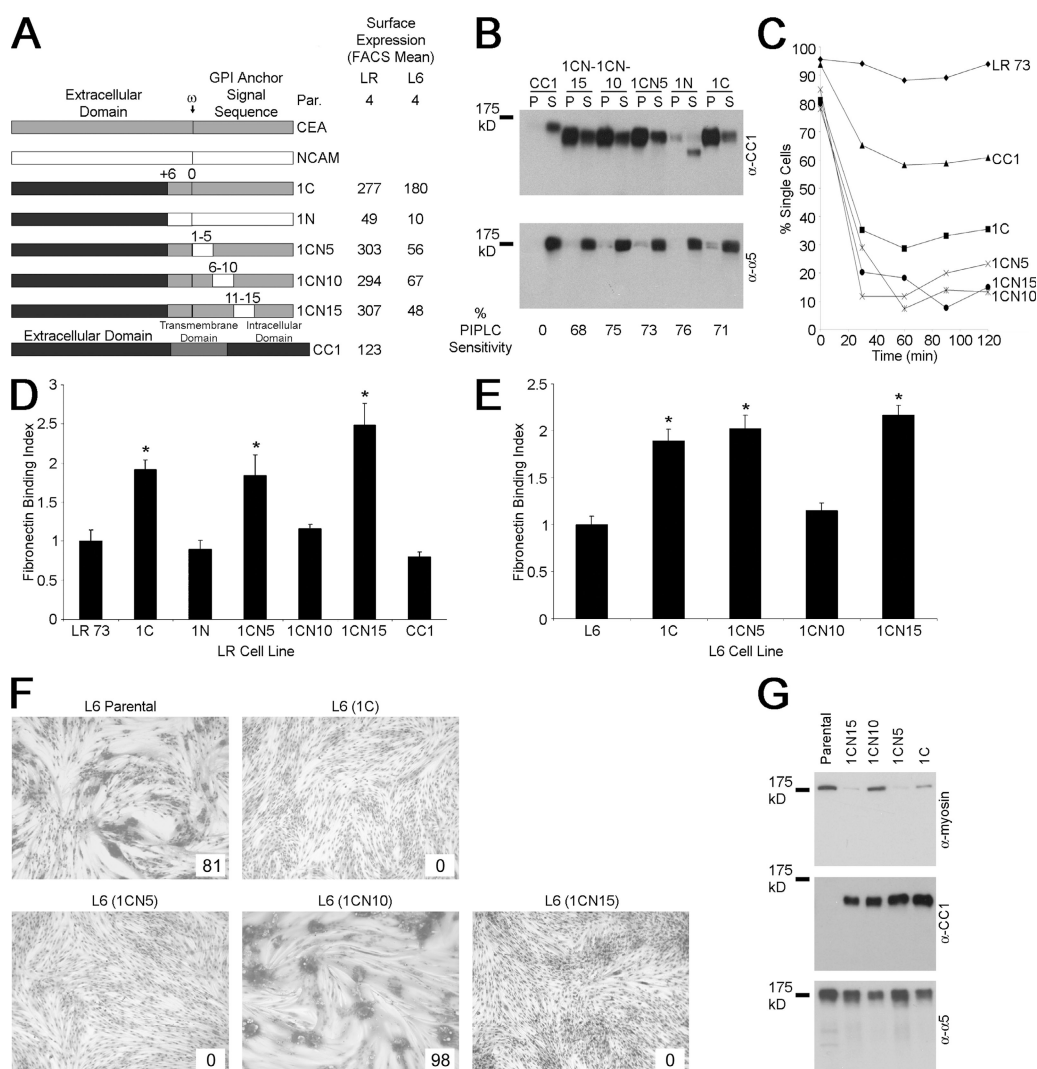 A
Surface
Expression
(FACS Mean)
LR L6
Extracellular
Domain
ω
GPI Anchor
Signal
Sequence
Par. 4 4
CEA
NCAM
+6 0
1C 277 180
1N 49 10
1-5
1CN5 303 56
6-10
1CN10 294 67
11-15
1CN15 307 48
Extracellular Domain
Transmembrane
Domain
Intracellular
Domain
CC1 123
B
CC1 1CN-15 1CN-10 1CN5 1N 1C
P S P S P S P S P S P S
175
kD
α-CC1
175
kD
α-α5
%
PIPLC
Sensitivity
0 68 75 73 76 71
C
% Single Cells
100
90
80
70
60
50
40
30
20
10
0
0 20 40 60 80 100 120
Time (min)
LR 73
CC1
1C
1CN5
1CN15
1CN10
D
Fibronectin Binding Index
3
2.5
2
1.5
1
0.5
0
* * *
LR 73 1C 1N 1CN5 1CN10 1CN15 CC1
LR Cell Line
E
Fibronectin Binding Index
2.5
2
1.5
1
0.5
0
* * *
L6 1C 1CN5 1CN10 1CN15
L6 Cell Line
F
L6 Parental
81
L6 (1C)
0
L6 (1CN5)
0
L6 (1CN10)
98
L6 (1CN15)
0
G
Parental 1CN15 1CN10 1CN5 1C
175
kD
α-myosin
175
kD
α-CC1
175
kD
α-α5